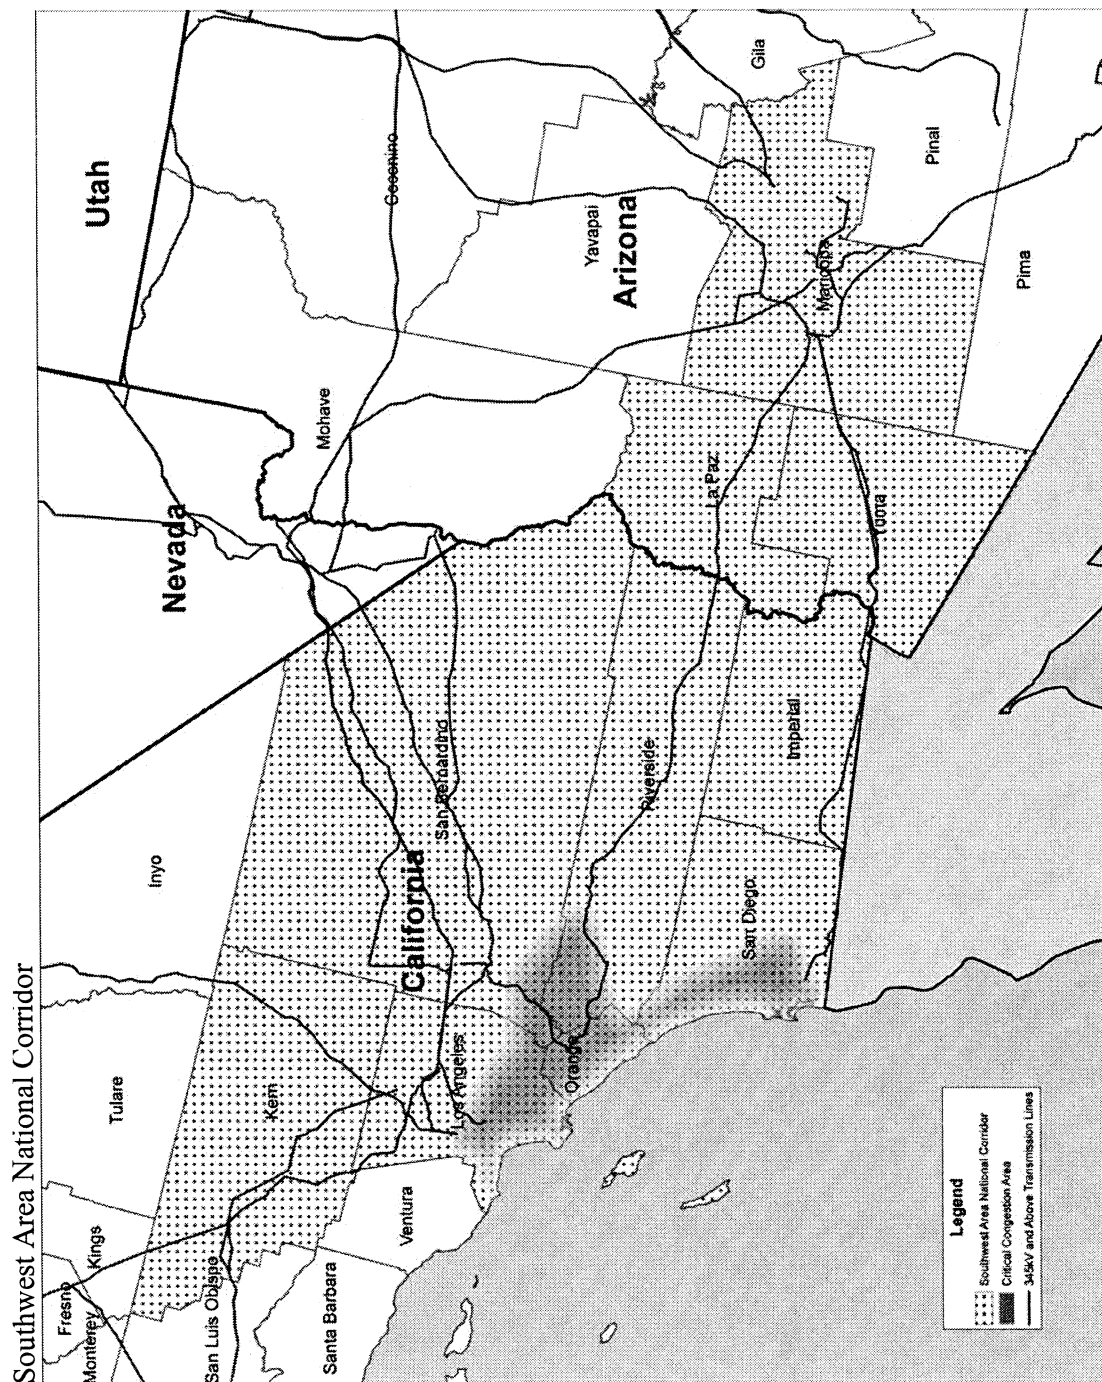 Southwest Area National Corridor
Utah
Nevada
Arizona
California
Coconino
Gila
Mohave
Yavapai
Pinal
Maricopa
Pima
La Paz
Yuma
Inyo
San Bernardino
Riverside
Imperial
San Diego
Tulare
Kern
Los Angeles
Orange
Fresno
Kings
Monterey
San Luis Obispo
Ventura
Santa Barbara
Legend
Southwest Area National Corridor
Critical Congestion Area
345kV and Above Transmission Lines